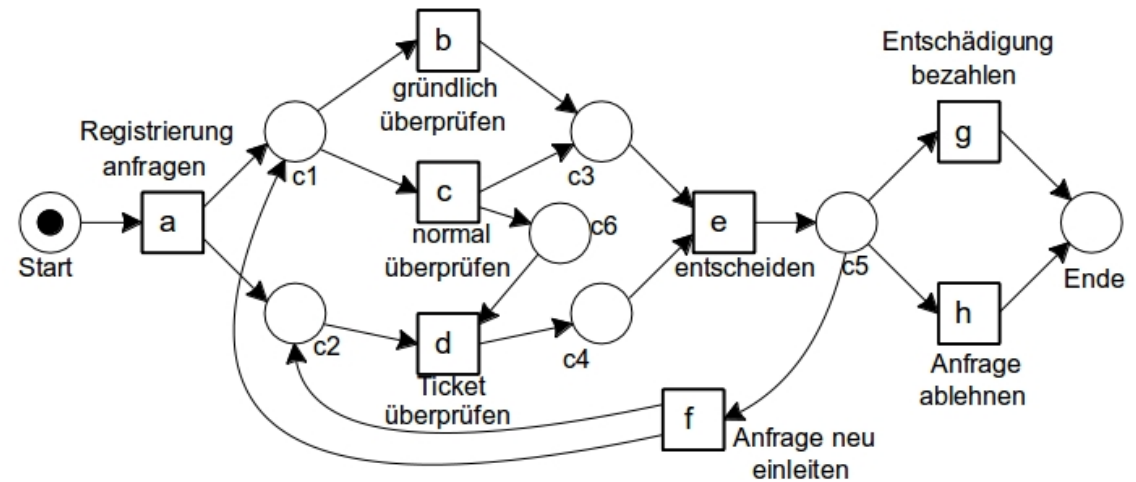 b
gründlich
überprüfen
Entschädigung
bezahlen
g
Registrierung
anfragen
c1
c3
c
a
normal
überprüfen
c6
e
entscheiden
c5
Start
Ende
h
Anfrage
ablehnen
c2
d
Ticket
überprüfen
c4
f
Anfrage neu
einleiten